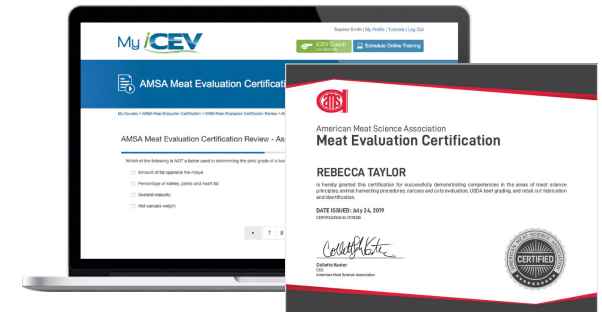 Teacher Smith | My Profile | Tutorials | Log Out
My iCEV
iCEV Coach
Schedule Online Training
AMSA Meat Evaluation Certificati
My Courses > AMSA Meat Evaluation Certification > AMSA Meat Evaluation Certification Review >
AMSA Meat Evaluation Certification Review - As
Which of the following is NOT a factor used in determining the yield grade of a
Amount of fat opposite the ribeye
Percentage of kidney, pelvic and heart fat
Skeletal maturity
Hot carcass weight
« 7 8
American Meat Science Association
Meat Evaluation Certification
REBECCA TAYLOR
is hereby granted this certification for successfully demonstrating competencies in the areas of meat science
principles, animal harvesting procedures, carcass and cuts evaluation, USDA beef grading, and retail cut fabrication
and identification.
DATE ISSUED: July 24, 2019
CERTIFICATION ID:
Collette Kaster
Collette Kaster
CEO
American Meat Science Association
AMERICAN MEAT SCIENCE ASSOCIATION
CERTIFIED